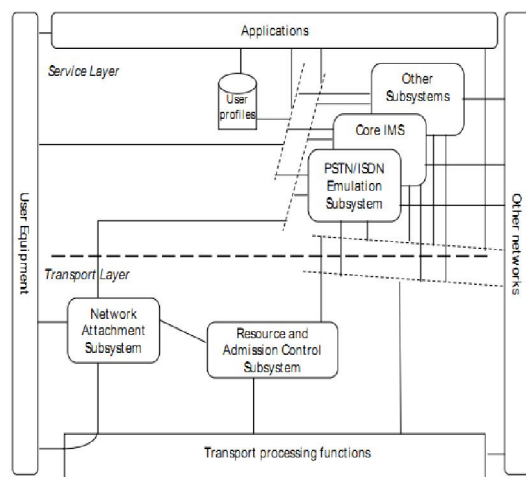 Applications
Service Layer
User
profiles
Other
Subsystems
Core IMS
PSTN/ISDN
Emulation
Subsystem
User Equipment
Other networks
Transport Layer
Network
Attachment
Subsystem
Resource and
Admission Control
Subsystem
Transport processing functions